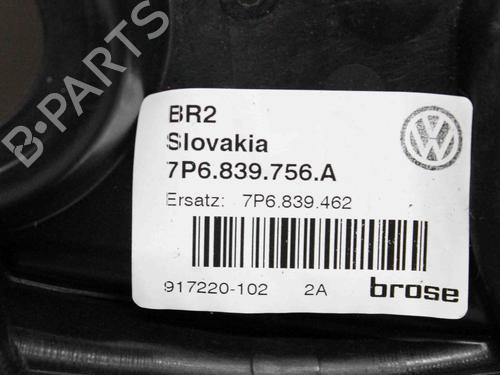 BR2
Slovakia
7P6.839.756.A
Ersatz: 7P6.839.462
917220-102 2A brose
B-Parts